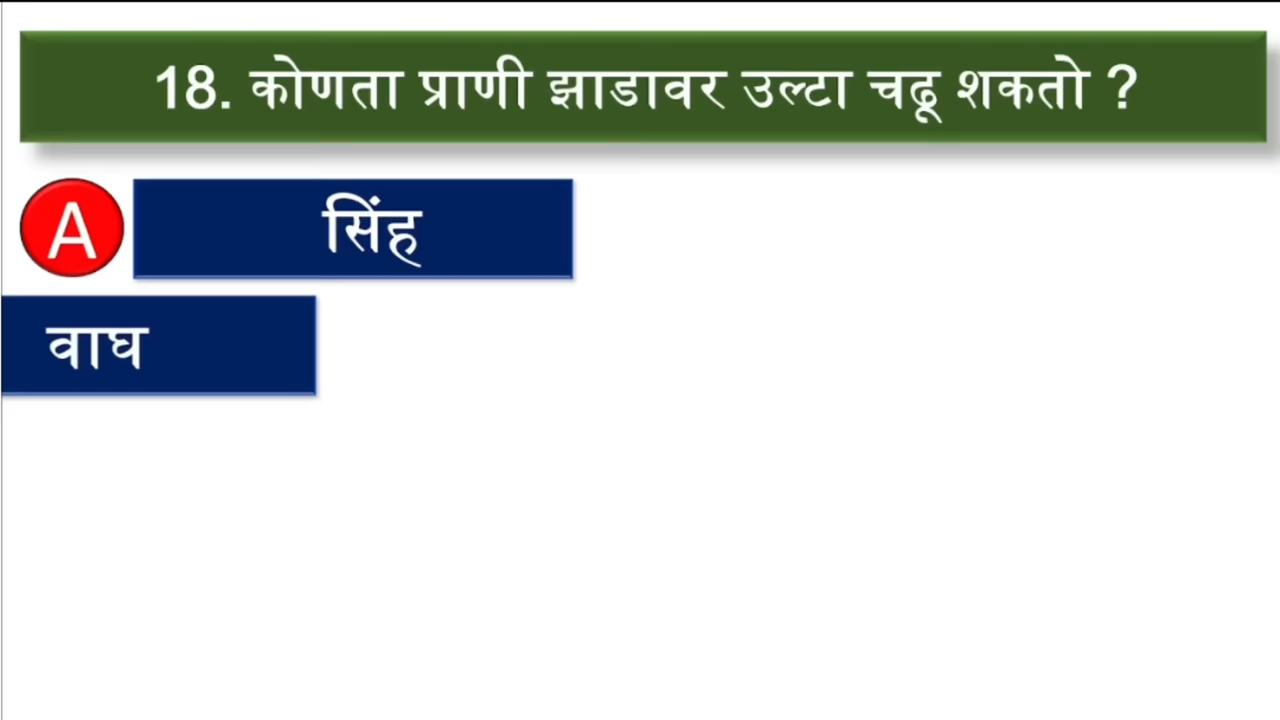 18. कोणता प्राणी झाडावर उल्टा चढू शकतो ?
A सिंह
वाघ